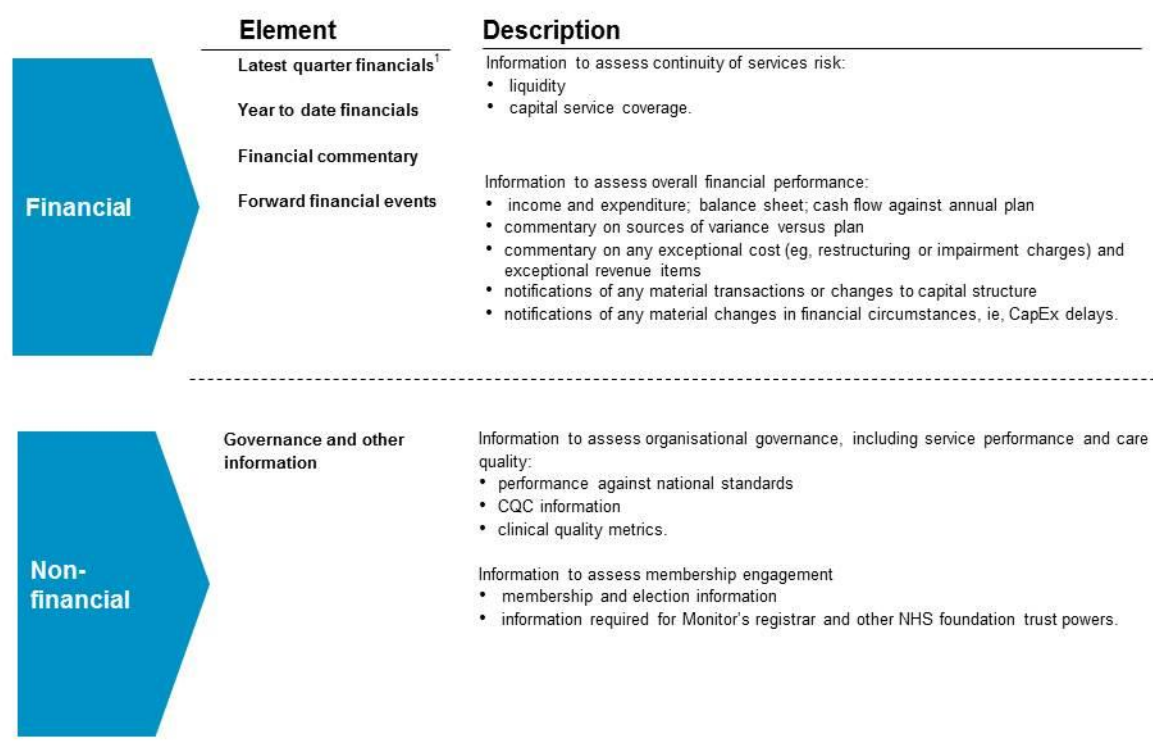 Element
Description
Financial
Latest quarter financials1
Year to date financials
Financial commentary
Forward financial events
Information to assess continuity of services risk:
• liquidity
• capital service coverage.
Information to assess overall financial performance:
• income and expenditure; balance sheet; cash flow against annual plan
• commentary on sources of variance versus plan
• commentary on any exceptional cost (eg, restructuring or impairment charges) and
exceptional revenue items
• notifications of any material transactions or changes to capital structure
• notifications of any material changes in financial circumstances, ie, CapEx delays.
Non-
financial
Governance and other
information
Information to assess organisational governance, including service performance and care
quality:
• performance against national standards
• CQC information
• clinical quality metrics.
Information to assess membership engagement
• membership and election information
• information required for Monitor's registrar and other NHS foundation trust powers.